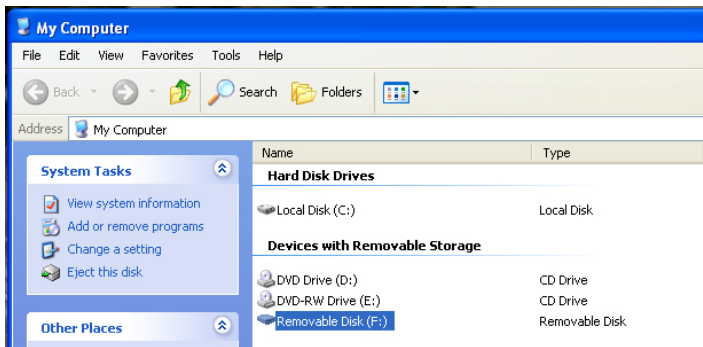 My Computer
File Edit View Favorites Tools Help
Back Search Folders
Address My Computer
Name Type
System Tasks
View system information
Add or remove programs
Change a setting
Eject this disk
Other Places
Hard Disk Drives
Local Disk (C:) Local Disk
Devices with Removable Storage
DVD Drive (D:) CD Drive
DVD-RW Drive (E:) CD Drive
Removable Disk (F:) Removable Disk